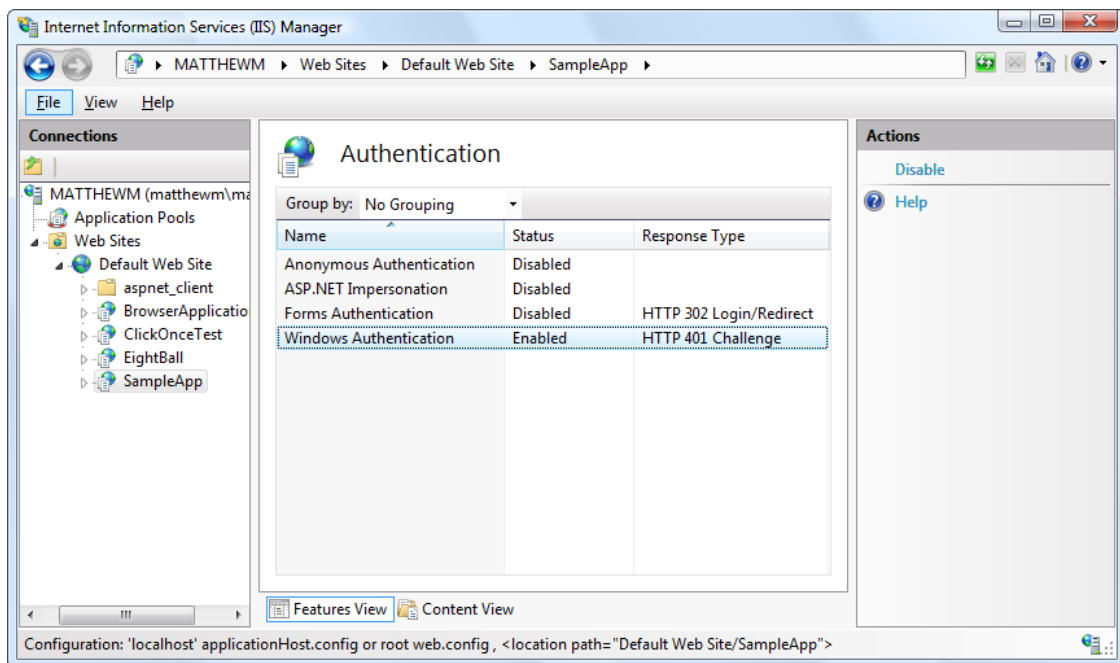 Internet Information Services (IIS) Manager
MATTHEWM Web Sites Default Web Site SampleApp
File View Help
Connections
MATTHEWM (matthewm\ma
Application Pools
Web Sites
Default Web Site
aspnet_client
BrowserApplicatio
ClickOnceTest
EightBall
SampleApp
Authentication
Group by: No Grouping
Name Status Response Type
Anonymous Authentication Disabled
ASP.NET Impersonation Disabled
Forms Authentication Disabled HTTP 302 Login/Redirect
Windows Authentication Enabled HTTP 401 Challenge
Features View Content View
Actions
Disable
Help
Configuration: 'localhost' applicationHost.config or root web.config , <location path="Default Web Site/SampleApp">